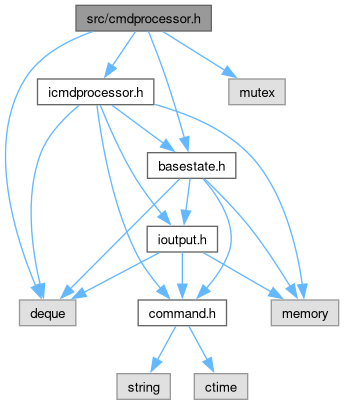 src/cmdprocessor.h
icmdprocessor.h
mutex
basestate.h
ioutput.h
deque
command.h
memory
string
ctime